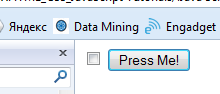 Яндекс Data Mining Engadget
Press Me!